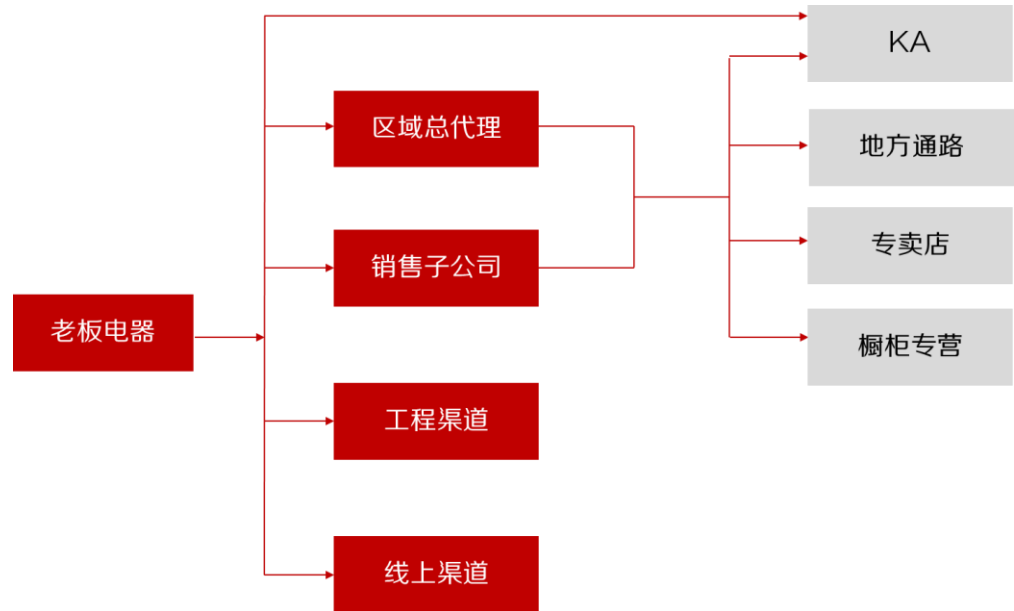 KA
区域总代理
地方通路
专卖店
销售子公司
老板电器
橱柜专营
工程渠道
线上渠道